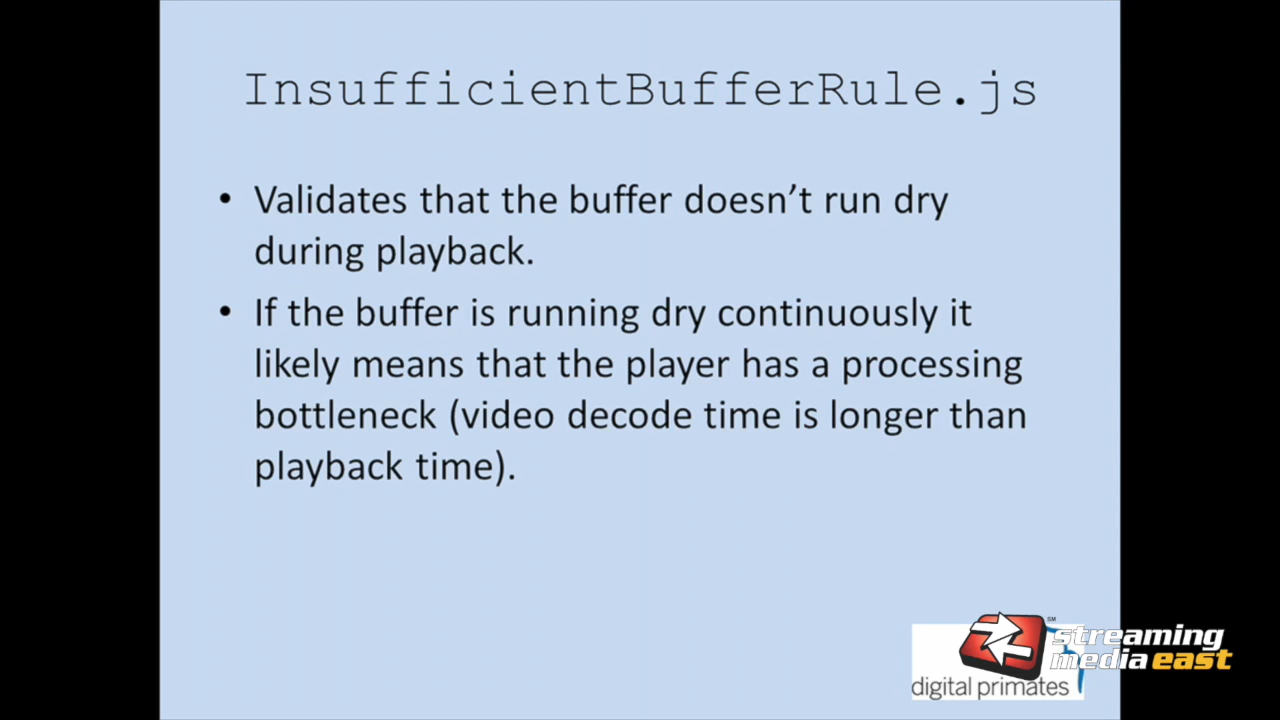 InsufficientBufferRule.js
• Validates that the buffer doesn’t run dry
during playback.
• If the buffer is running dry continuously it
likely means that the player has a processing
bottleneck (video decode time is longer than
playback time).
SM
streaming
media east
digital primates